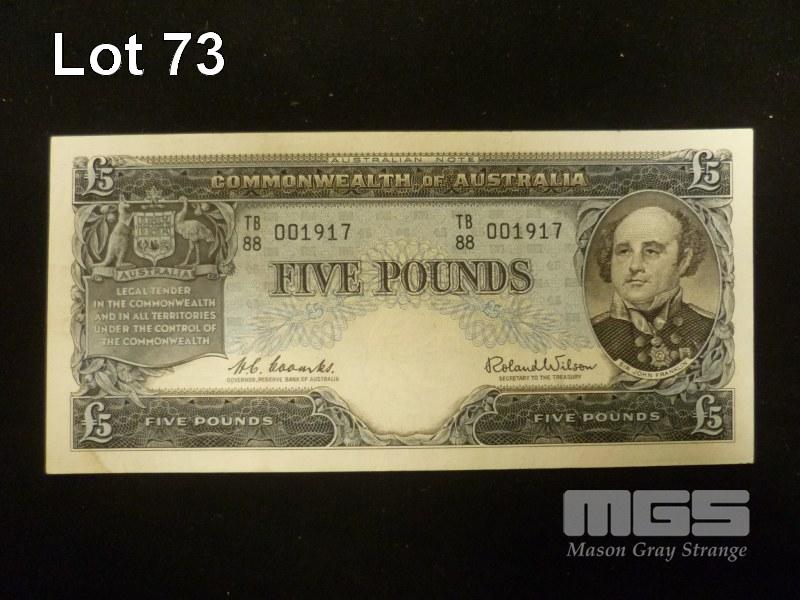 Lot 73
AUSTRALIAN NOTE
£5 COMMONWEALTH OF AUSTRALIA £5
TB 88 001917
TB 88 001917
AUSTRALIA
FIVE POUNDS
LEGAL TENDER
IN THE COMMONWEALTH
AND IN ALL TERRITORIES
UNDER THE CONTROL OF
THE COMMONWEALTH
H.C. Coombs.
GOVERNOR, RESERVE BANK OF AUSTRALIA
Roland Wilson
SECRETARY TO THE TREASURY
SIR JOHN FRANKLIN
£5 FIVE POUNDS
FIVE POUNDS £5
MGS
Mason Gray Strange